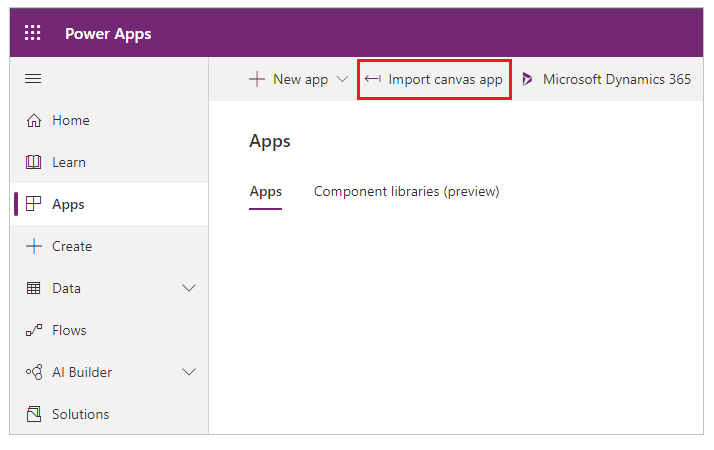 Power Apps
New app
Import canvas app
Microsoft Dynamics 365
Home
Learn
Apps
Create
Data
Flows
AI Builder
Solutions
Apps
Apps
Component libraries (preview)